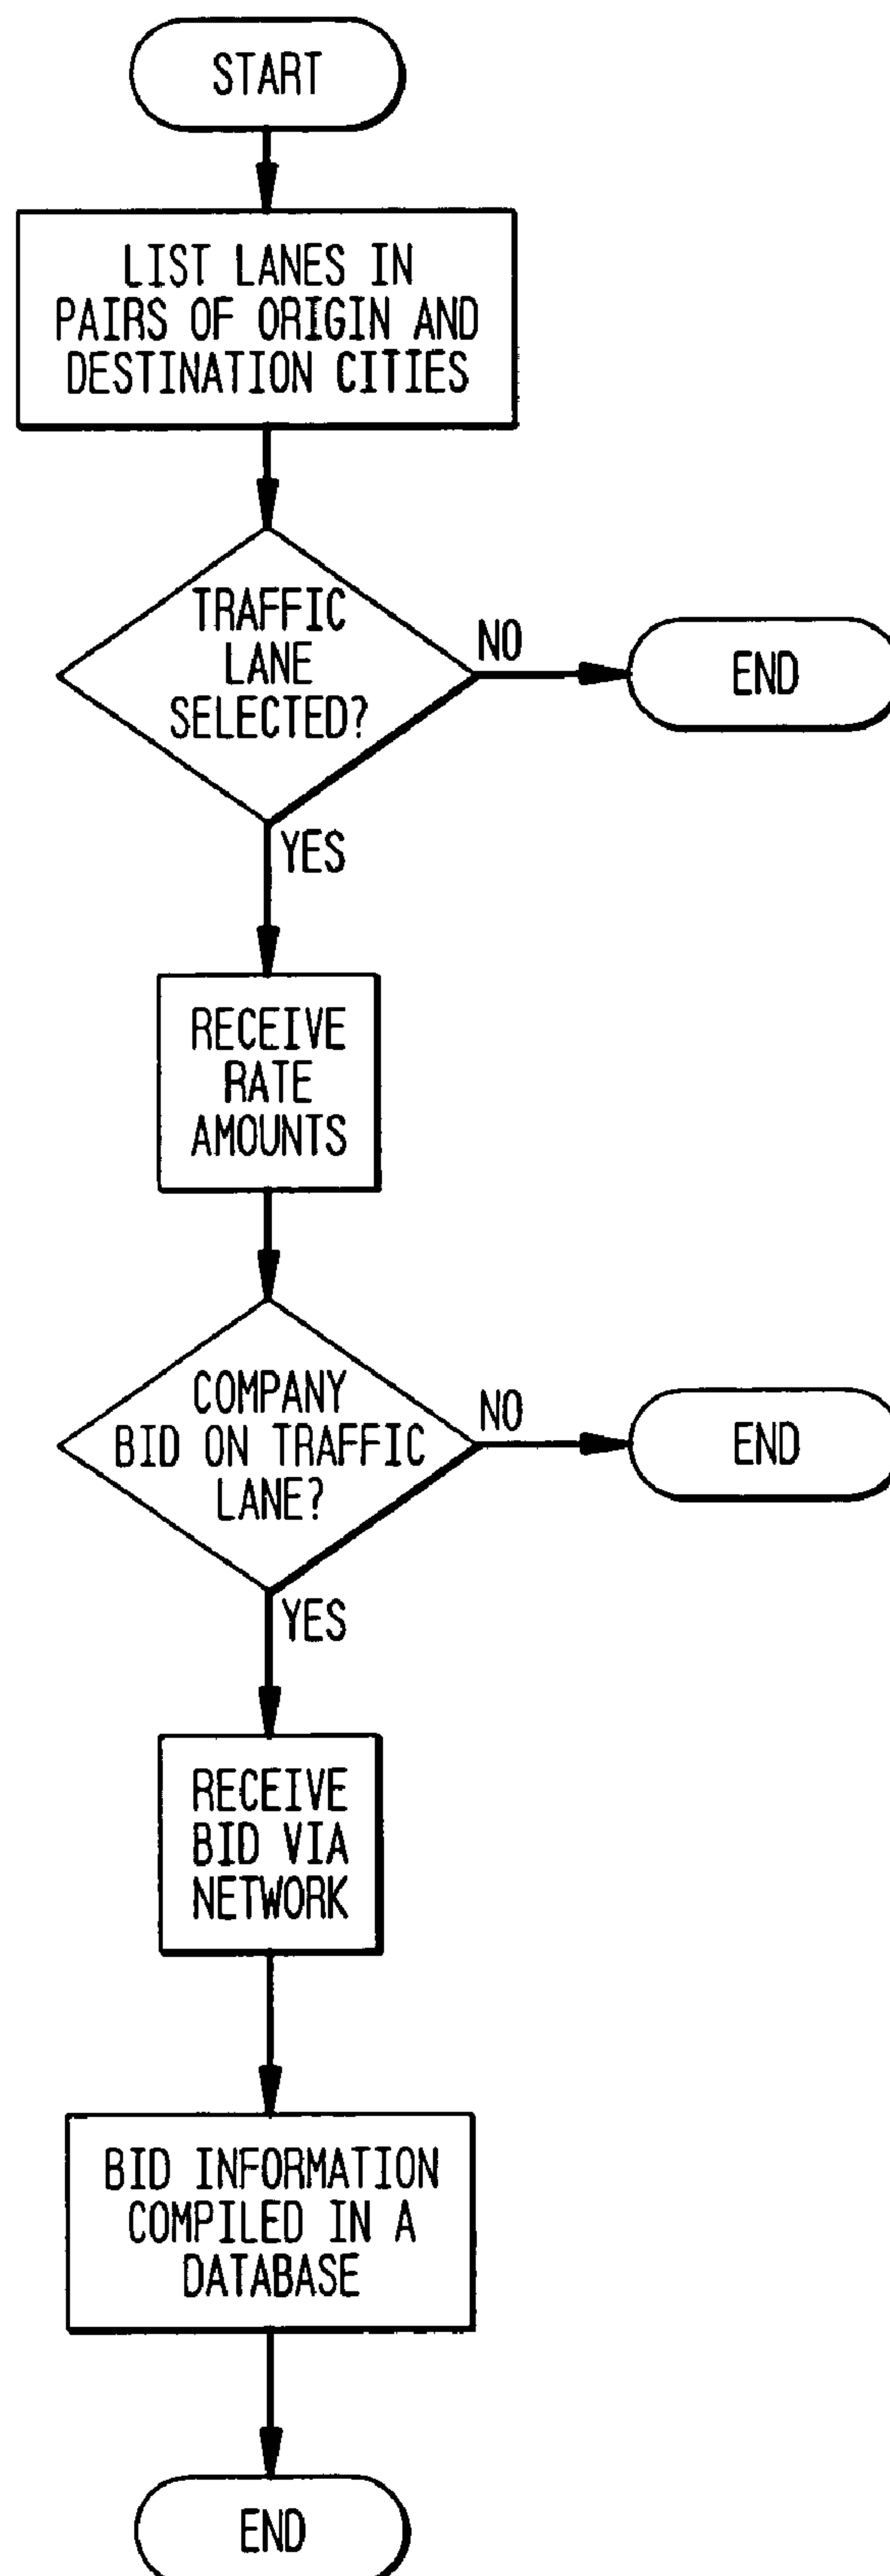 START
LIST LANES IN
PAIRS OF ORIGIN AND
DESTINATION CITIES
TRAFFIC
LANE
SELECTED?
NO
END
YES
RECEIVE
RATE
AMOUNTS
COMPANY
BID ON TRAFFIC
LANE?
NO
END
YES
RECEIVE
BID VIA
NETWORK
BID INFORMATION
COMPILED IN A
DATABASE
END